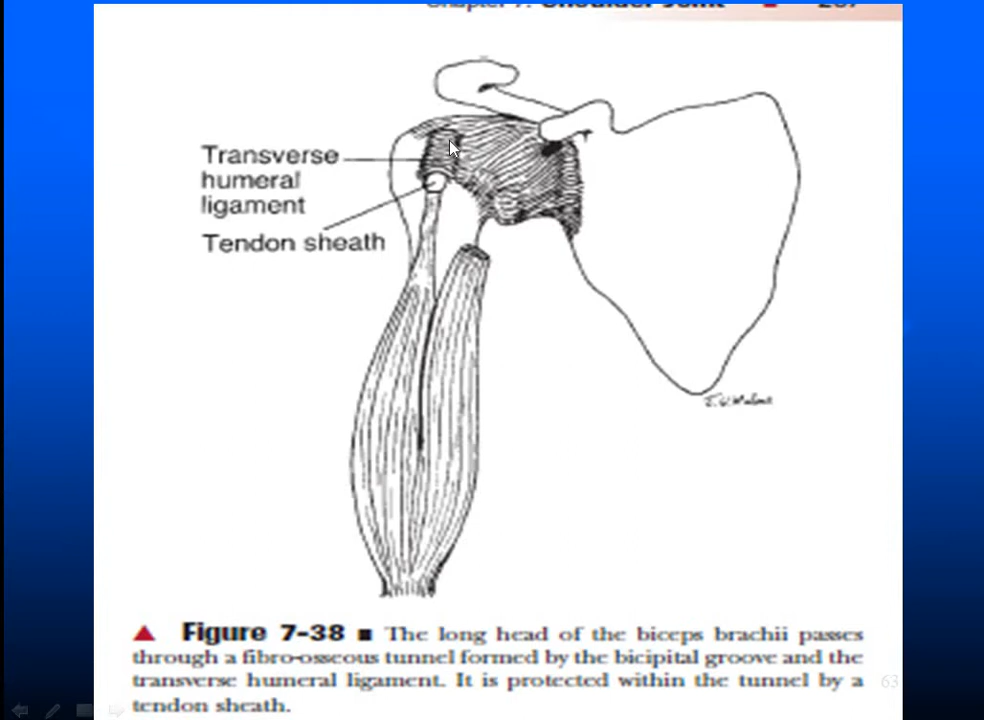 Transverse
humeral
ligament
Tendon sheath
▲ Figure 7-38 ■ The long head of the biceps brachii passes
through a fibro-osseous tunnel formed by the bicipital groove and the
transverse humeral ligament. It is protected within the tunnel by a
tendon sheath.
63